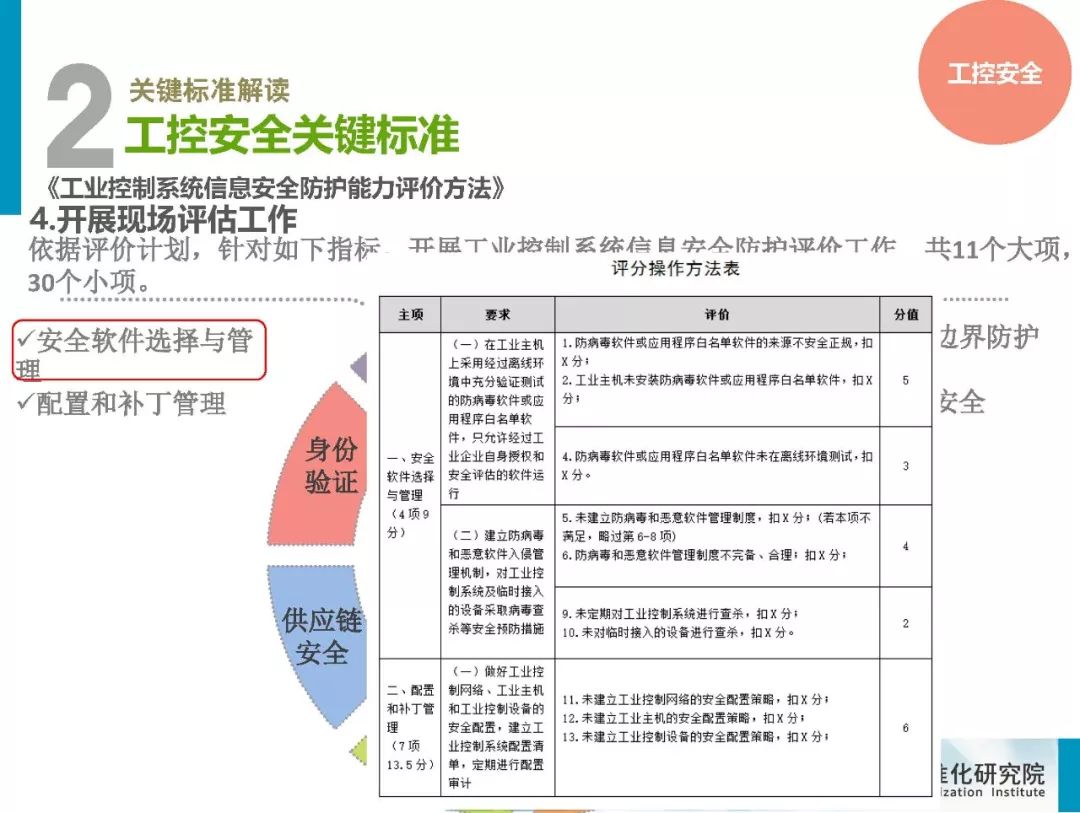 工控安全
2
关键标准解读
工控安全关键标准
《工业控制系统信息安全防护能力评价方法》
4.开展现场评估工作
依据评价计划，针对如下指标，开展工业控制系统信息安全防护评价工作，共11个大项，
30个小项。
✓安全软件选择与管
理
✓配置和补丁管理
边界防护
安全
身份
验证
供应链
安全
评分操作方法表
主项
要求
评价
分值
一、安全
软件选择
与管理
（4项9
分）
（一）在工业主机
上采用经过离线环
境中充分验证测试
的防病毒软件或应
用程序白名单软
件，只允许经过工
业企业自身授权和
安全评估的软件运
行
1.防病毒软件或应用程序白名单软件的来源不安全正规，扣
X分；
2.工业主机未安装防病毒软件或应用程序白名单软件，扣X
分；
5
4.防病毒软件或应用程序白名单软件未在离线环境测试，扣
X分。
3
（二）建立防病毒
和恶意软件入侵管
理机制，对工业控
制系统及临时接入
的设备采取病毒查
杀等安全预防措施
5.未建立防病毒和恶意软件管理制度，扣X分；(若本项不
满足，略过第6-8项)
6.防病毒和恶意软件管理制度不完备、合理；扣X分；
4
9.未定期对工业控制系统进行查杀，扣X分；
10.未对临时接入的设备进行查杀，扣X分。
2
二、配置
和补丁管
理
（7项
13.5分）
（一）做好工业控
制网络、工业主机
和工业控制设备的
安全配置，建立工
业控制系统配置清
单，定期进行配置
审计
11.未建立工业控制网络的安全配置策略，扣X分；
12.未建立工业主机的安全配置策略，扣X分；
13.未建立工业控制设备的安全配置策略，扣X分；
6
准化研究院
ization Institute